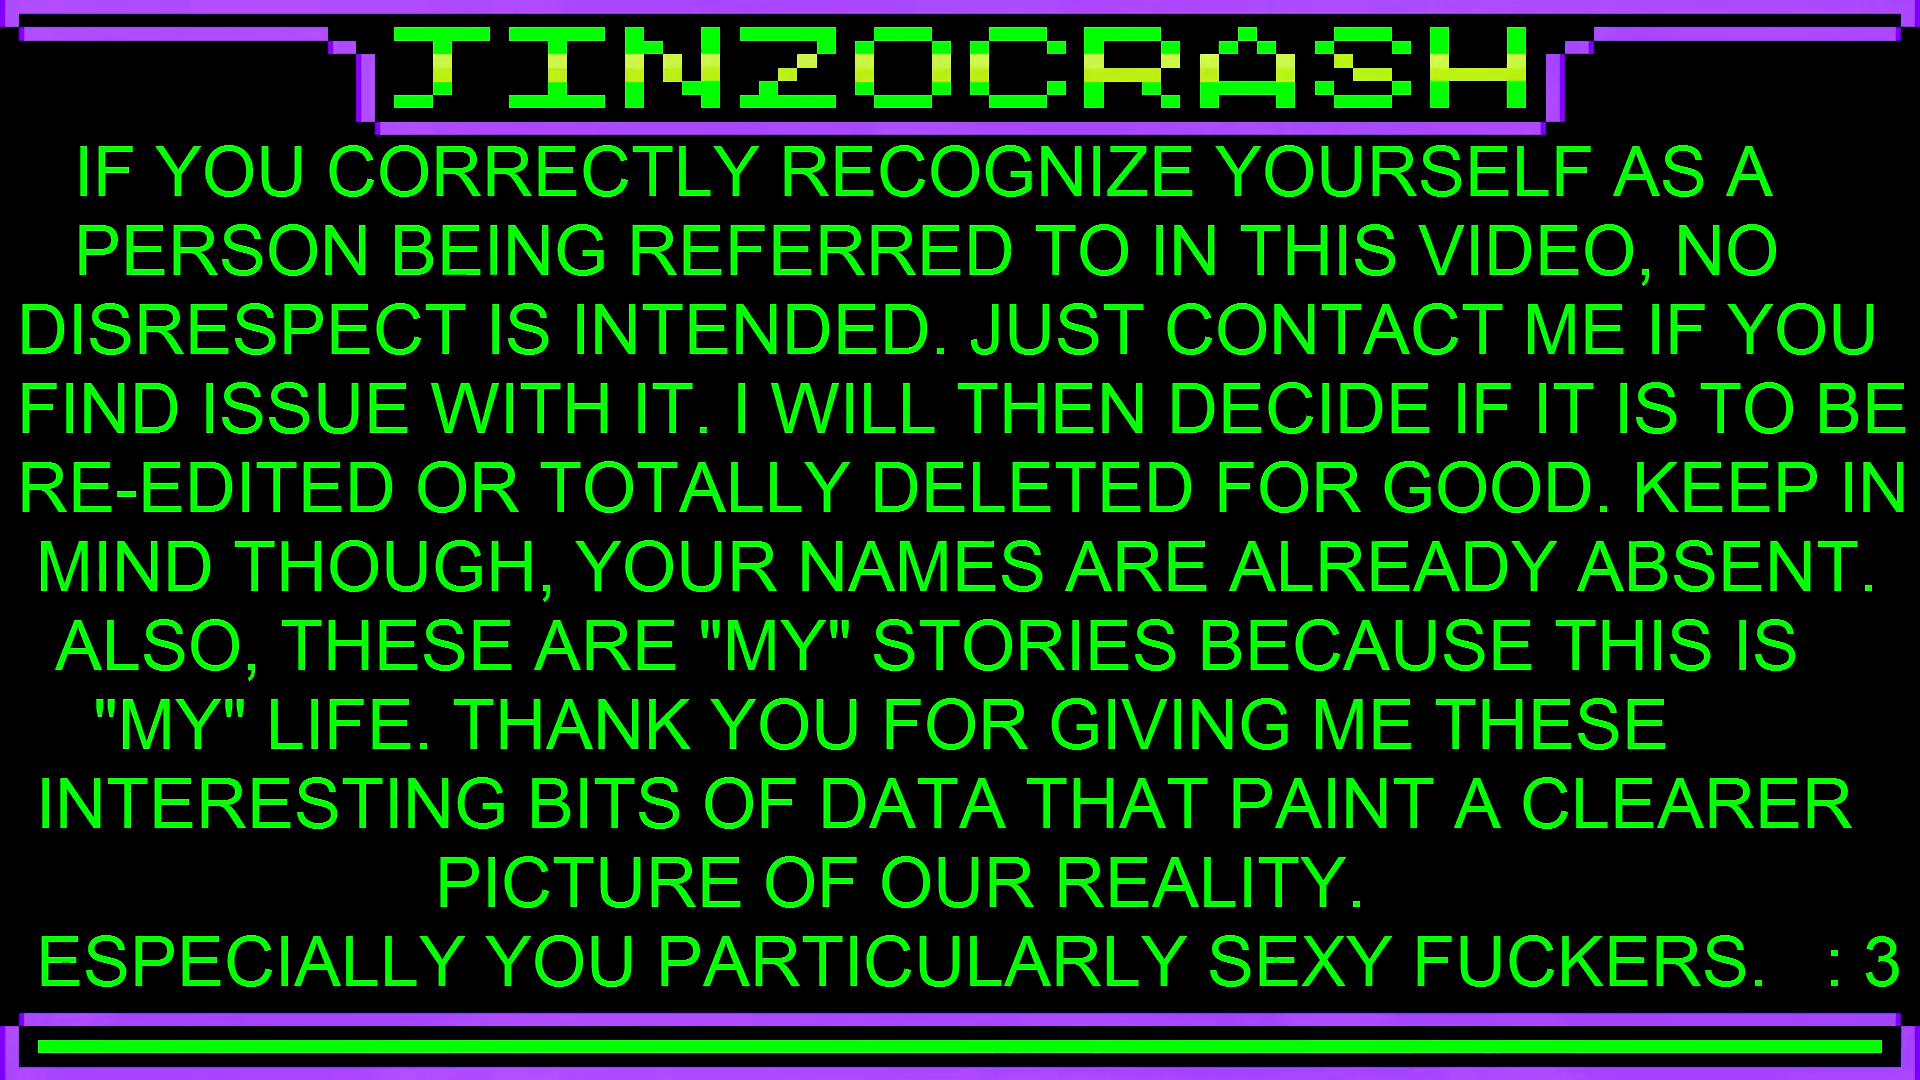 JINZOCRASH
IF YOU CORRECTLY RECOGNIZE YOURSELF AS A
PERSON BEING REFERRED TO IN THIS VIDEO, NO
DISRESPECT IS INTENDED. JUST CONTACT ME IF YOU
FIND ISSUE WITH IT. I WILL THEN DECIDE IF IT IS TO BE
RE-EDITED OR TOTALLY DELETED FOR GOOD. KEEP IN
MIND THOUGH, YOUR NAMES ARE ALREADY ABSENT.
ALSO, THESE ARE "MY" STORIES BECAUSE THIS IS
"MY" LIFE. THANK YOU FOR GIVING ME THESE
INTERESTING BITS OF DATA THAT PAINT A CLEARER
PICTURE OF OUR REALITY.
ESPECIALLY YOU PARTICULARLY SEXY FUCKERS. : 3